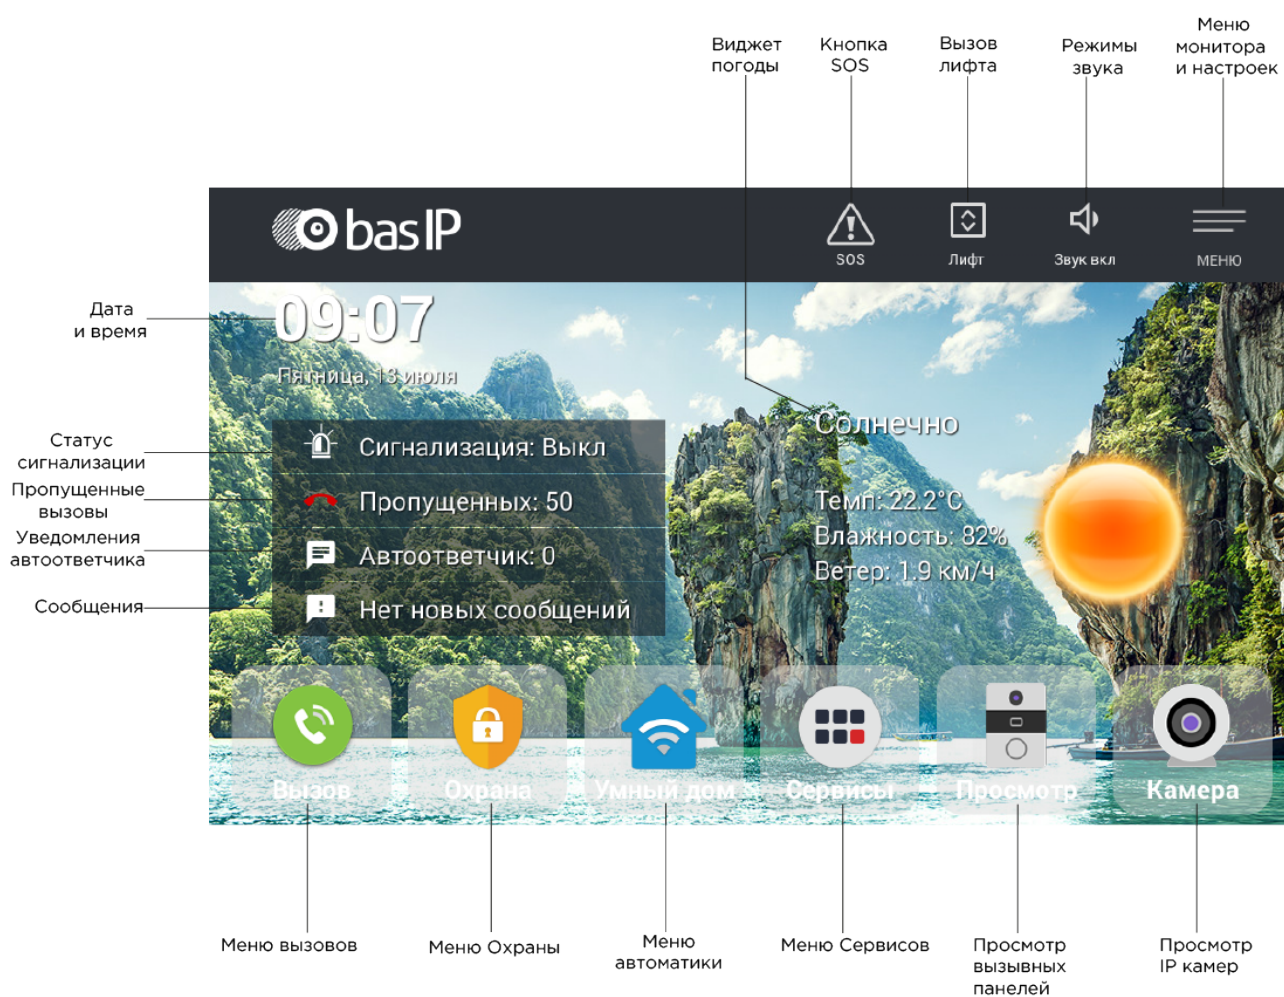 Виджет
погоды
Кнопка
SOS
Вызов
лифта
Режимы
звука
Меню
монитора
и настроек
bas IP
SOS
Лифт
Звук вкл
МЕНЮ
Дата
и время
09:07
Пятница, 13 июля
Статус
сигнализации
Пропущенные
вызовы
Уведомления
автоответчика
Сообщения
Сигнализация: Выкл
Пропущенных: 50
Автоответчик: 0
Нет новых сообщений
Солнечно
Темп: 22.2°C
Влажность: 82%
Ветер: 1.9 км/ч
Вызов
Охрана
Умный дом
Сервисы
Просмотр
Камера
Меню вызовов
Меню Охраны
Меню
автоматики
Меню Сервисов
Просмотр
вызывных
панелей
Просмотр
IP камер